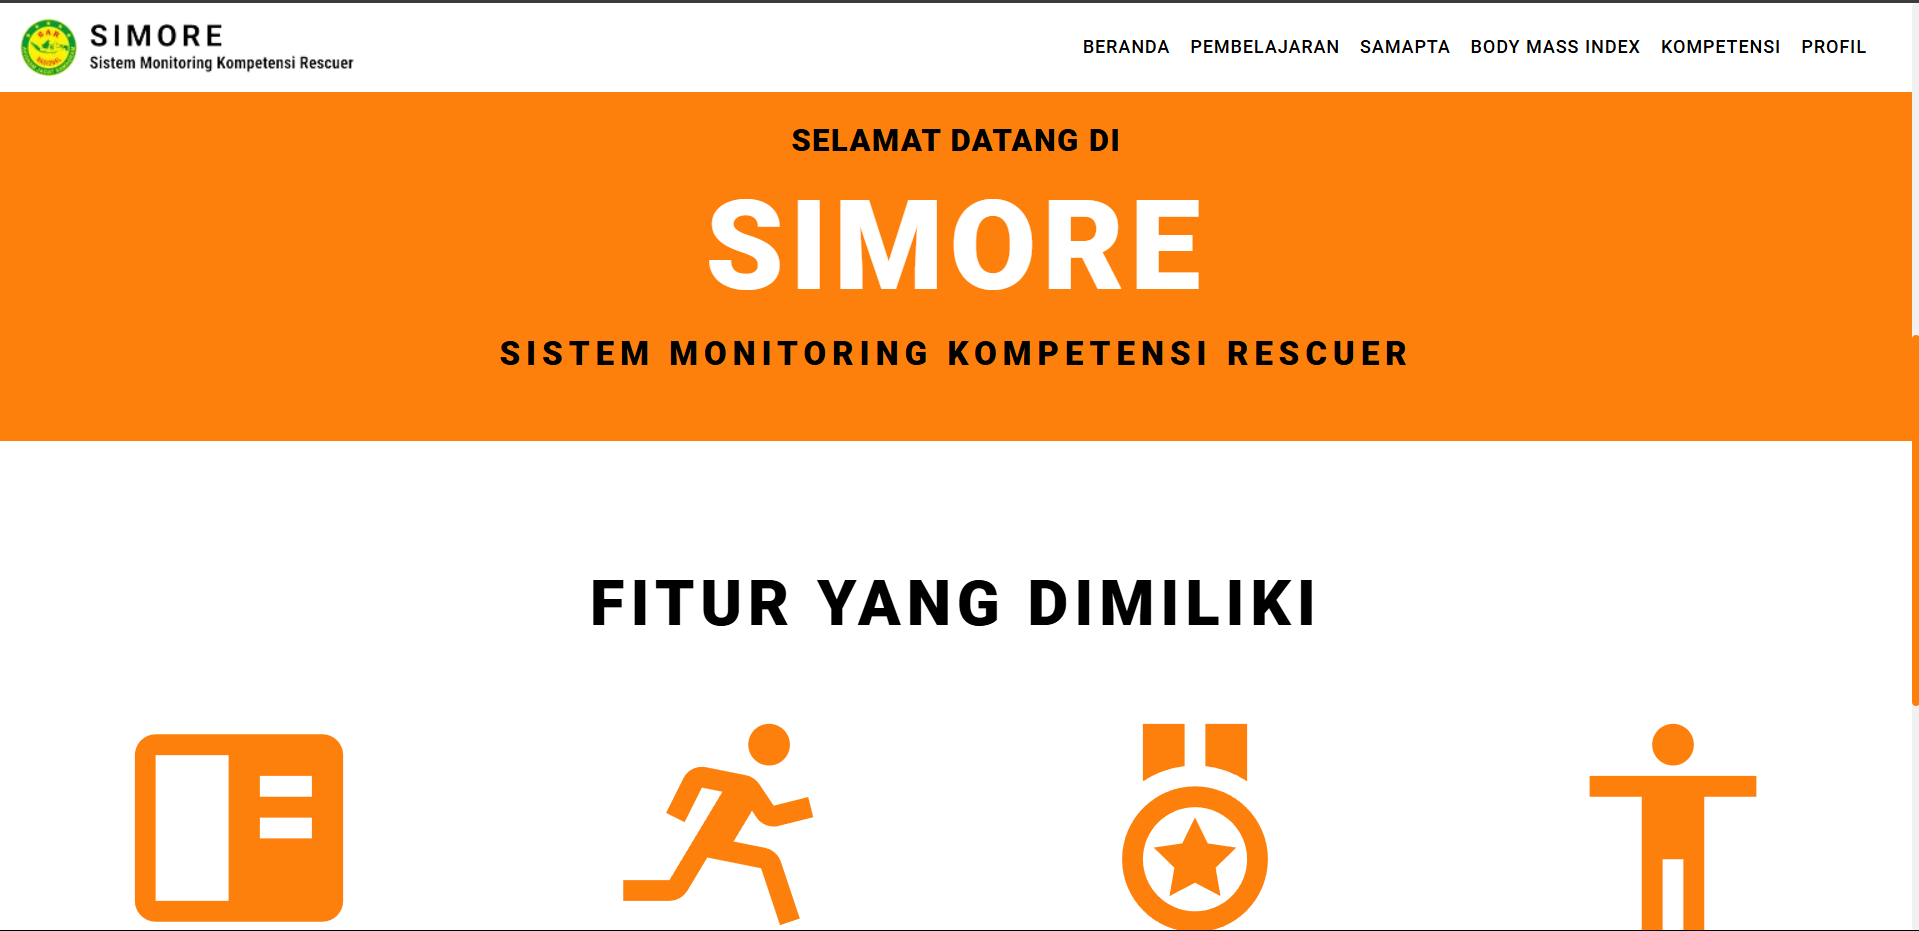 SIMORE
Sistem Monitoring Kompetensi Rescuer
BERANDA PEMBELAJARAN SAMAPTA BODY MASS INDEX KOMPETENSI PROFIL
SELAMAT DATANG DI
SIMORE
SISTEM MONITORING KOMPETENSI RESCUER
FITUR YANG DIMILIKI